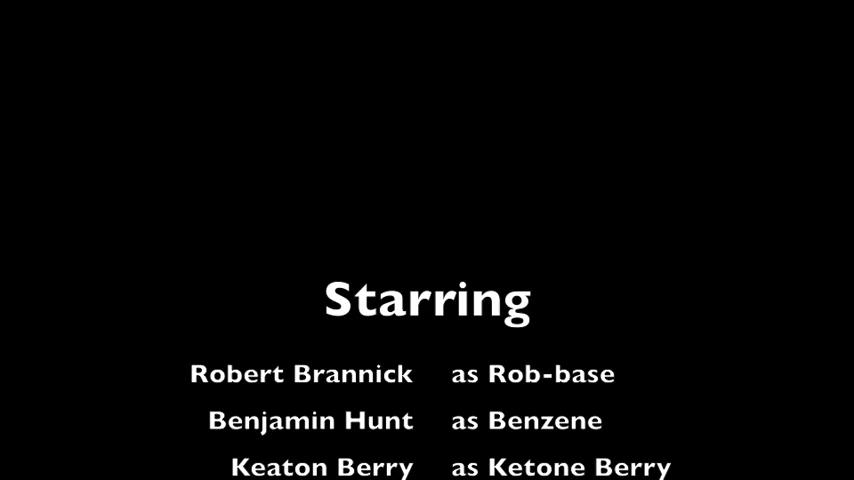 Starring
Robert Brannick as Rob-base
Benjamin Hunt as Benzene
Keaton Berry as Ketone Berry